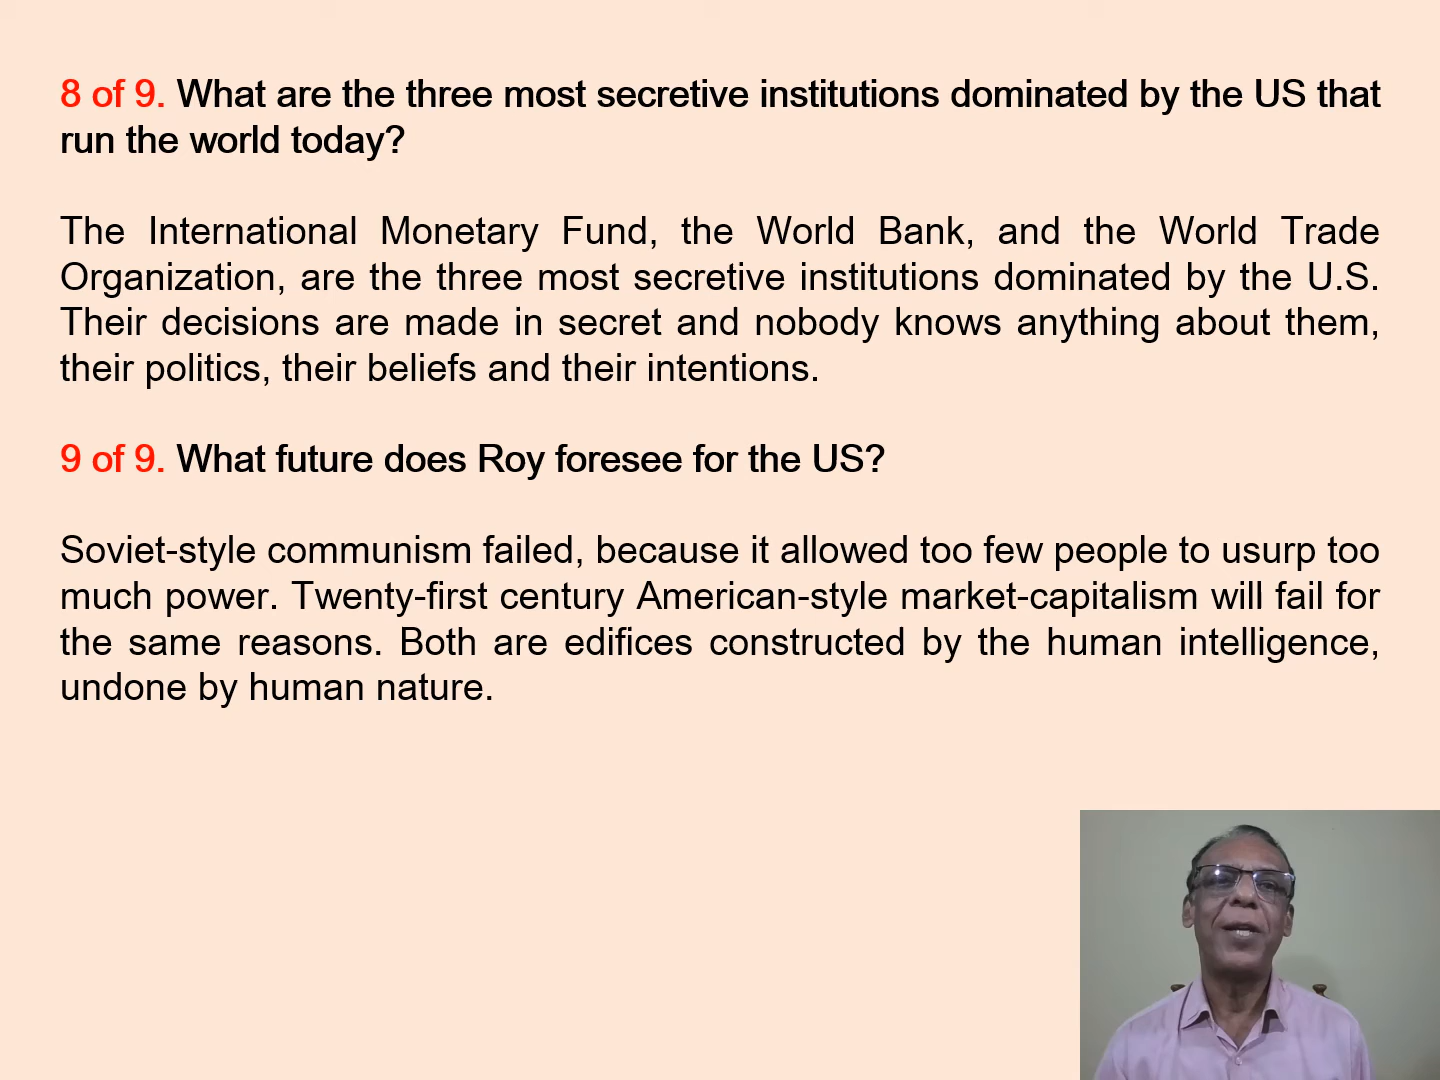 8 of 9. What are the three most secretive institutions dominated by the US that
run the world today?
The International Monetary Fund, the World Bank, and the World Trade
Organization, are the three most secretive institutions dominated by the U.S.
Their decisions are made in secret and nobody knows anything about them,
their politics, their beliefs and their intentions.
9 of 9. What future does Roy foresee for the US?
Soviet-style communism failed, because it allowed too few people to usurp too
much power. Twenty-first century American-style market-capitalism will fail for
the same reasons. Both are edifices constructed by the human intelligence,
undone by human nature.